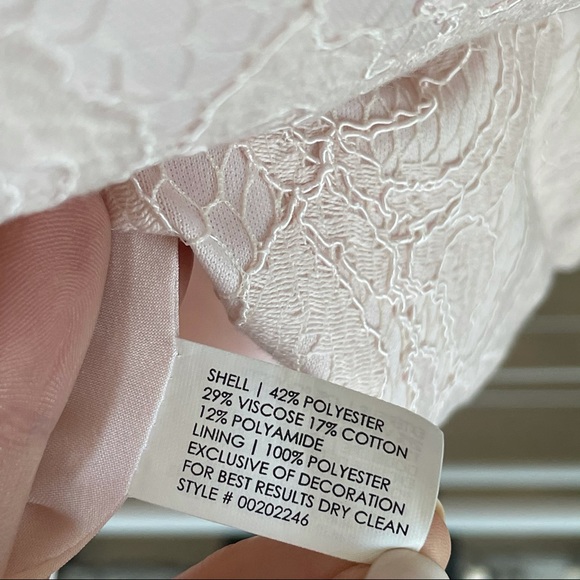 SHELL | 42% POLYESTER
29% VISCOSE 17% COTTON
12% POLYAMIDE
LINING | 100% POLYESTER
EXCLUSIVE OF DECORATION
FOR BEST RESULTS DRY CLEAN
STYLE # 00202246